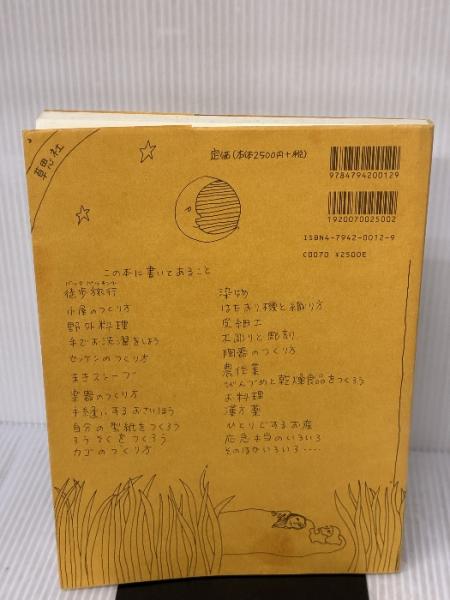 草思社
定価(本体2500円+税)
9784794200129
1920070025002
ISBN4-7942-0012-9
C0070 ¥2500E
この本に書いてあること
バックパッキング
徒歩旅行
小屋のつくり方
野外料理
手でお洗濯をしよう
セッケンのつくり方
まきストーブ
楽器のつくり方
手縫いするおさいほう
自分の型紙をつくろう
ろうそくをつくろう
カゴのつくり方
染め物
はたおり機と織り方
皮細工
木彫りと彫刻
陶器のつくり方
農作業
びんづめと乾燥食品をつくろう
お料理
漢方薬
ひとりでするお産
応急手当のいろいろ
そのほかいろいろ....